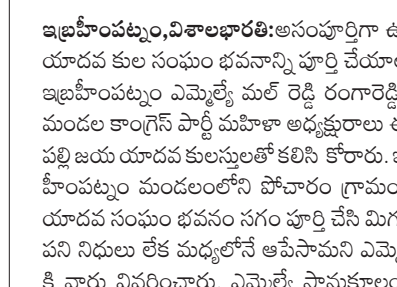 ఇబ్రహీంపట్నం,విశాలభారతి:అసంపూర్తిగా
యాదవ కుల సంఘం భవనాన్ని పూర్తి
ఇబ్రహీంపట్నం ఎమ్మెల్యే మల్ రెడ్డి రంగారెడ్డి
మండల కాంగ్రెస్ పార్టీ మహిళా అధ్యక్షురాలు
పల్లి జయ యాదవ కులస్తులతో కలిసి కోరారు.
హీంపట్నం మండలంలోని పోచారం
యాదవ సంఘం భవనం సగం పూర్తి చేసి
పని నిధులు లేక మధ్యలోనే ఆపేసామని
కి వారు వివరించారు.